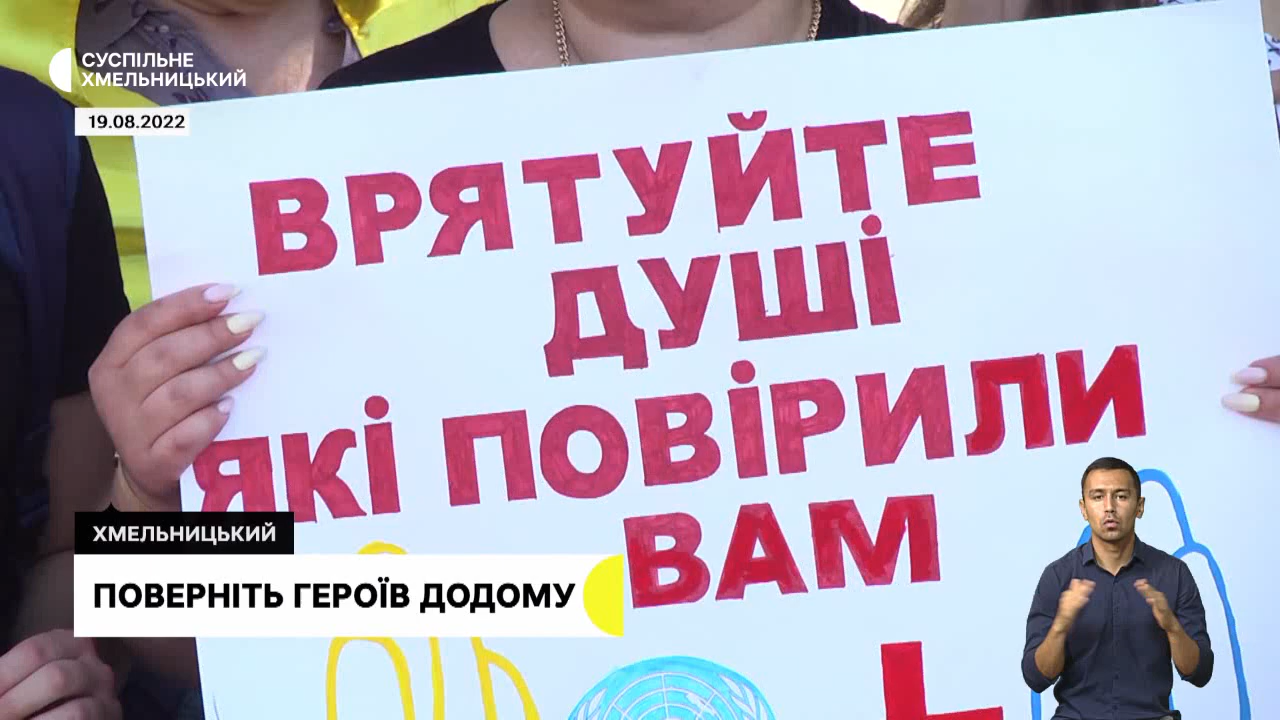 СУСПІЛЬНЕ
ХМЕЛЬНИЦЬКИЙ
19.08.2022
ВРЯТУЙТЕ
ДУШІ
ЯКІ ПОВІРИЛИ
ВАМ
ХМЕЛЬНИЦЬКИЙ
ПОВЕРНІТЬ ГЕРОЇВ ДОДОМУ